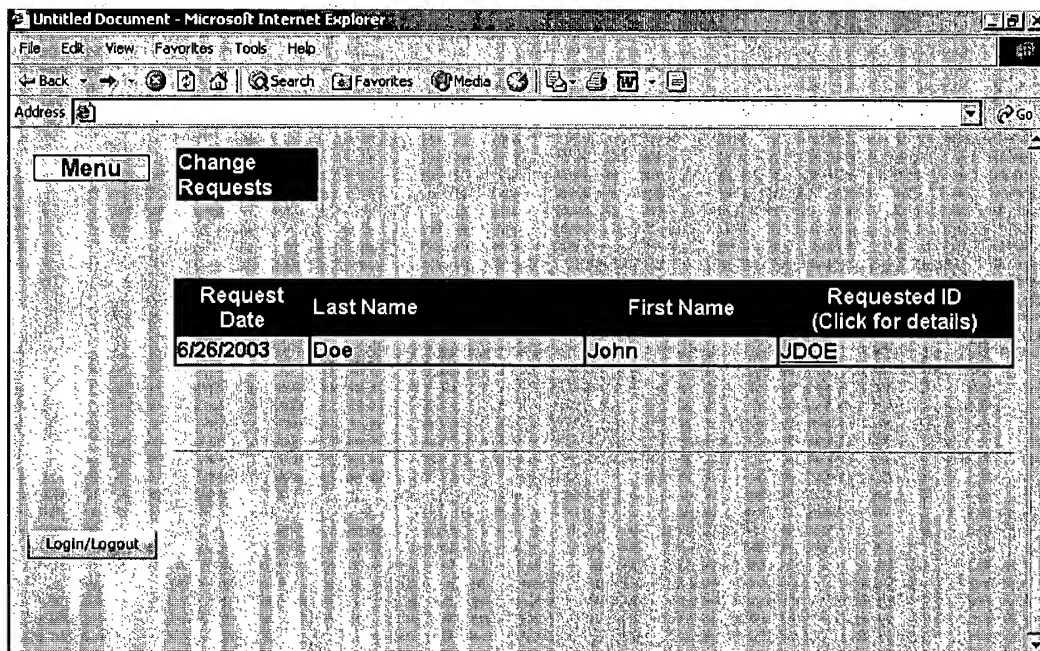 Untitled Document - Microsoft Internet Explorer
File Edit View Favorites Tools Help
Back Search Favorites Media W
Address Go
Menu
Change
Requests
Request
Date
Last Name
First Name
Requested ID
(Click for details)
6/26/2003 Doe John JDOE
Login/Logout